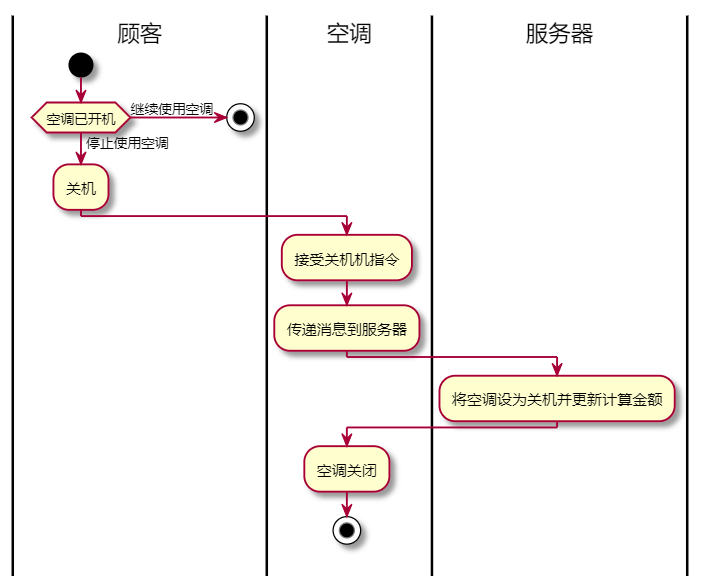 顾客
空调
服务器
空调已开机
继续使用空调
停止使用空调
关机
接受关机机指令
传递消息到服务器
将空调设为关机并更新计算金额
空调关闭